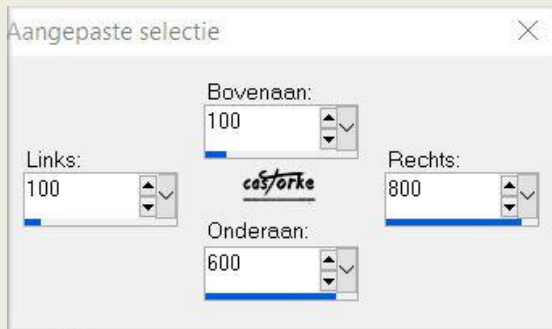 Aangepaste selectie
Bovenaan:
100
Links:
100
castorke
Rechts:
800
Onderaan:
600